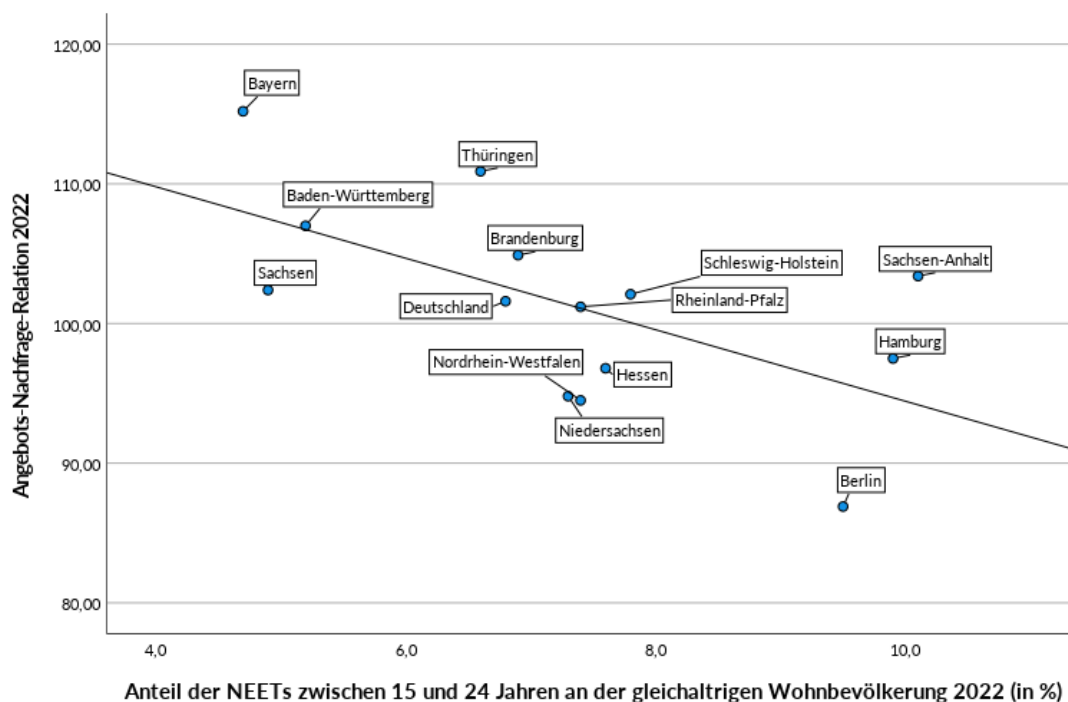 120,00
Bayern
Thüringen
110,00
Baden-Württemberg
Brandenburg
Schleswig-Holstein
Sachsen-Anhalt
Sachsen
Deutschland
Rheinland-Pfalz
100,00
Hamburg
Nordrhein-Westfalen
Hessen
Niedersachsen
90,00
Berlin
80,00
Angebots-Nachfrage-Relation 2022
4,0 6,0 8,0 10,0
Anteil der NEETs zwischen 15 und 24 Jahren an der gleichaltrigen Wohnbevölkerung 2022 (in %)